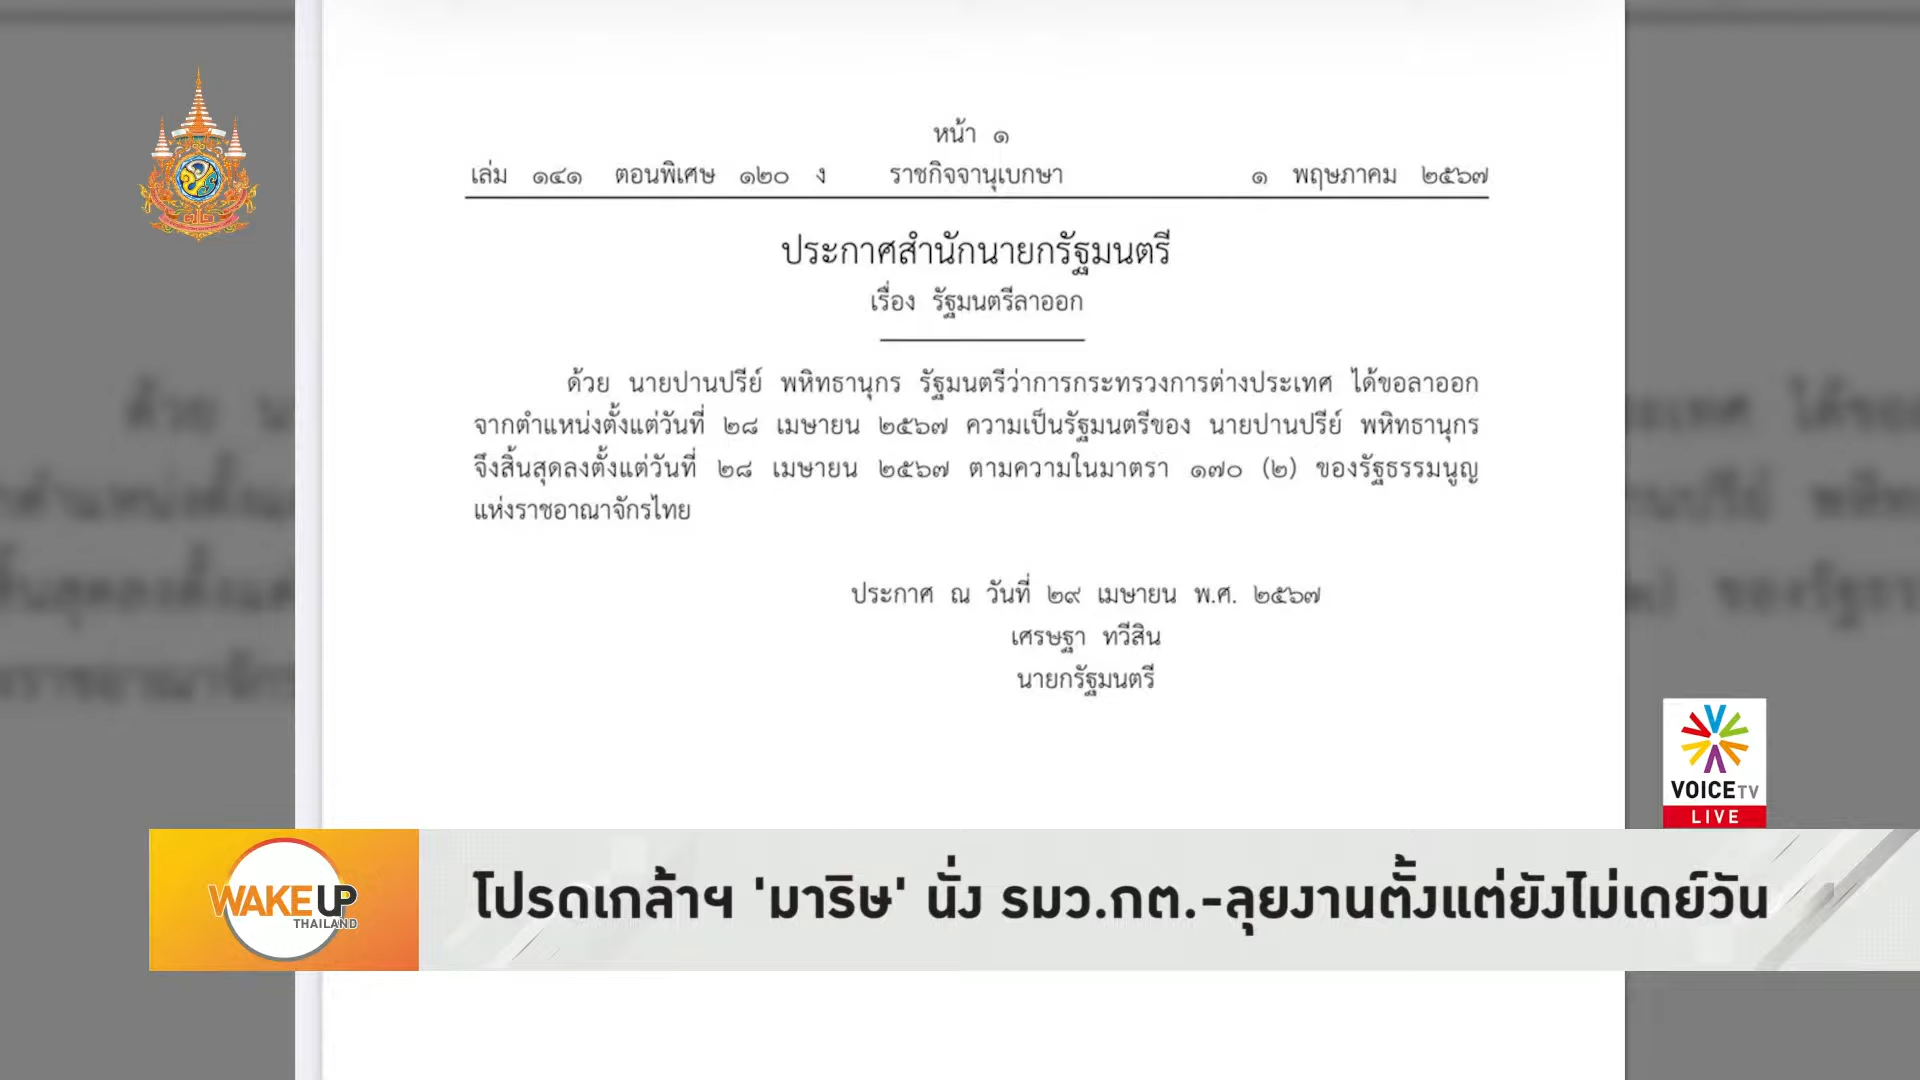 หน้า ๑
เล่ม ๑๔๑ ตอนพิเศษ ๑๒๐ ง ราชกิจจานุเบกษา ๑ พฤษภาคม ๒๕๖๗
ประกาศสำนักนายกรัฐมนตรี
เรื่อง รัฐมนตรีลาออก
ด้วย นายปานปรีย์ พหิทธานุกร รัฐมนตรีว่าการกระทรวงการต่างประเทศ ได้ขอลาออก
จากตำแหน่งตั้งแต่วันที่ ๒๘ เมษายน ๒๕๖๗ ความเป็นรัฐมนตรีของ นายปานปรีย์ พหิทธานุกร
จึงสิ้นสุดลงตั้งแต่วันที่ ๒๘ เมษายน ๒๕๖๗ ตามความในมาตรา ๑๗๐ (๒) ของรัฐธรรมนูญ
แห่งราชอาณาจักรไทย
ประกาศ ณ วันที่ ๒๙ เมษายน พ.ศ. ๒๕๖๗
เศรษฐา ทวีสิน
นายกรัฐมนตรี
VOICE TV
LIVE
WAKE UP
THAILAND
โปรดเกล้าฯ 'มาริษ' นั่ง รมว.กต.-ลุยงานตั้งแต่ยังไม่เดย์วัน